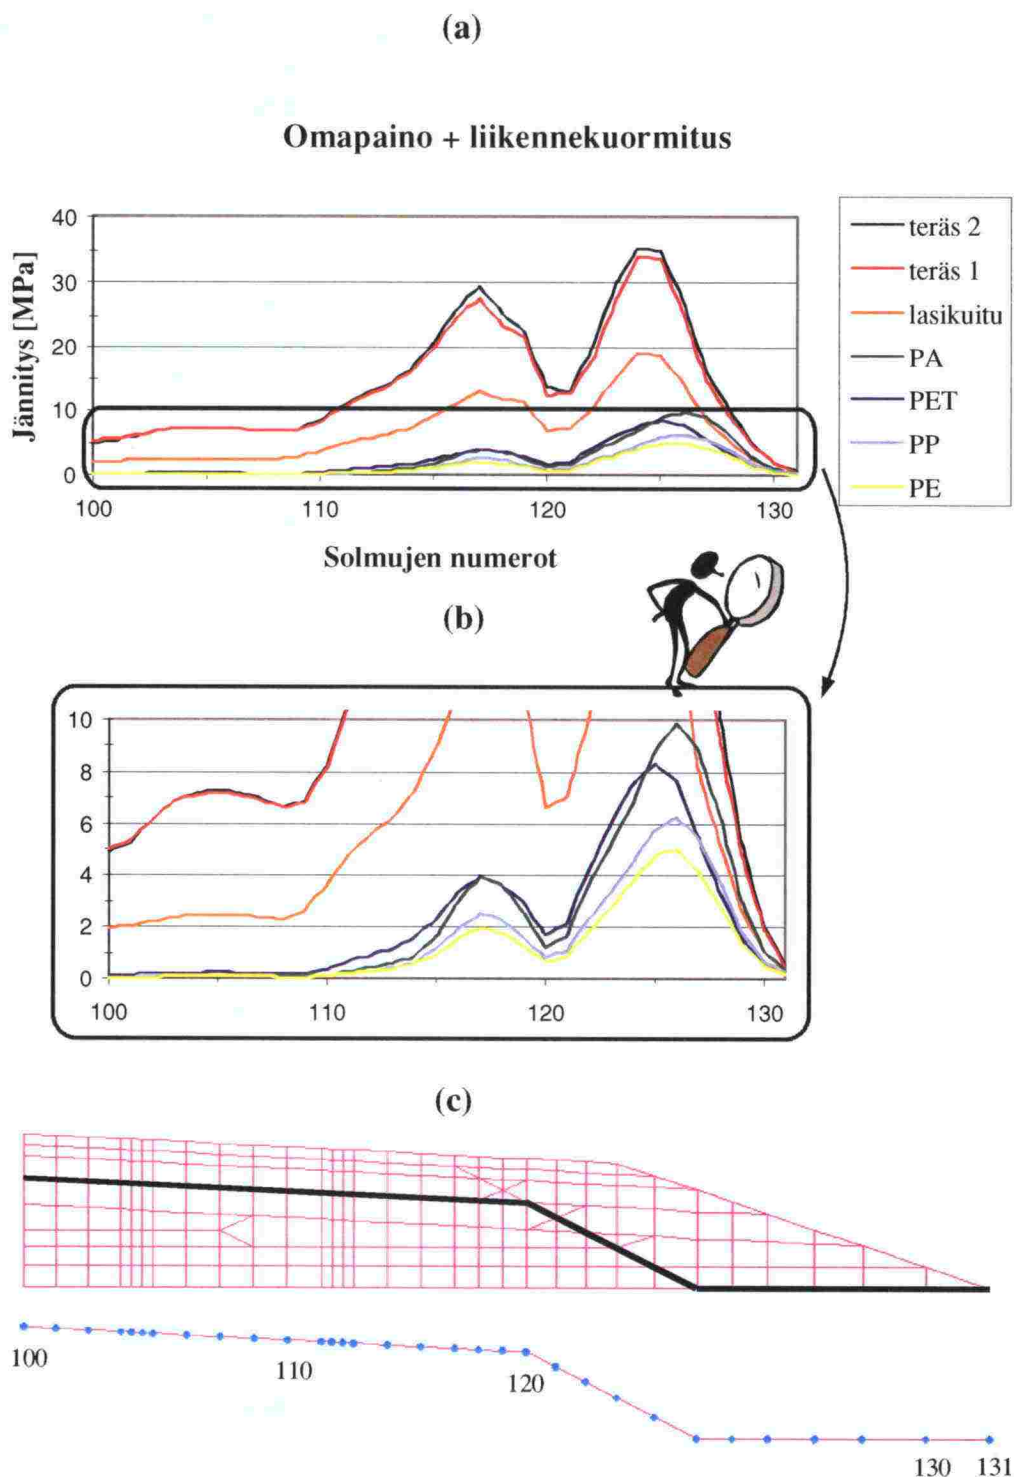 (a)
Omapaino + liikennekuormitus
Jännitys [MPa]
40
30
20
10
0
100
110
120
130
Solmujen numerot
teräs 2
teräs 1
lasikuitu
PA
PET
PP
PE
(b)
10
8
6
4
2
0
100
110
120
130
(c)
100
110
120
130
131